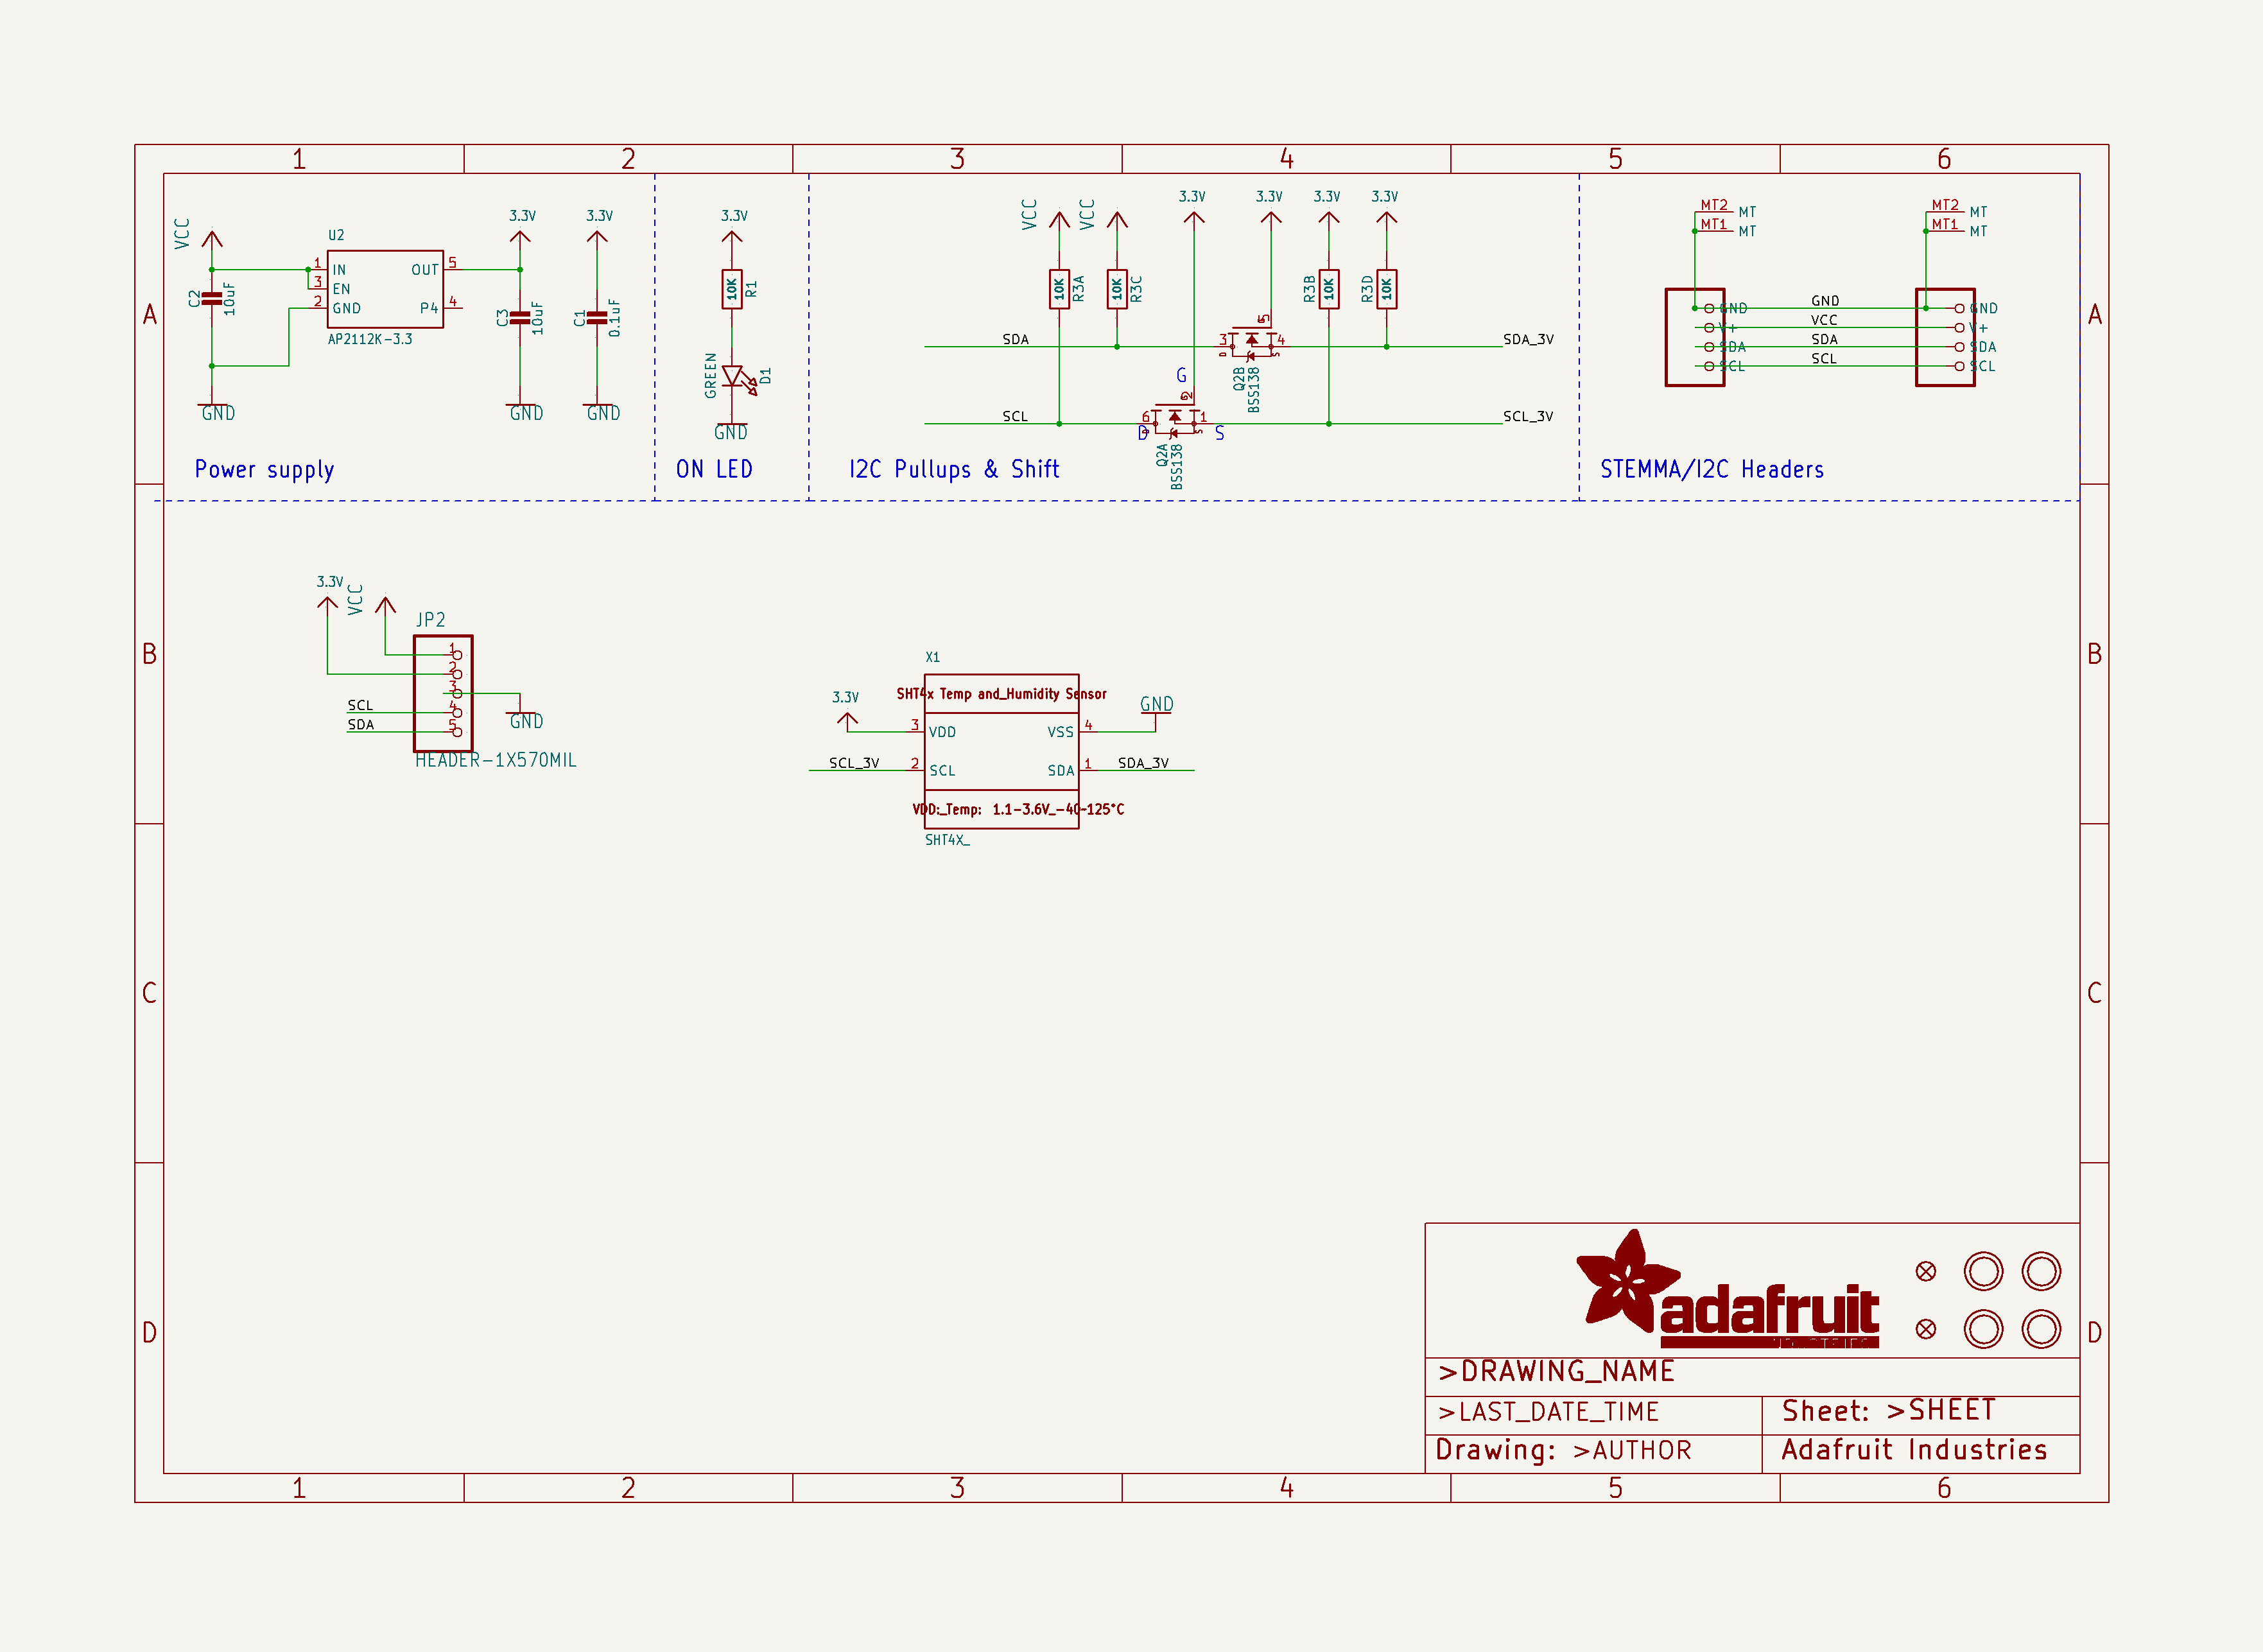 1 2 3 4 5 6
A A
B B
C C
D D
1 2 3 4 5 6
VCC
C2
10uF
GND
U2
1 IN
3 EN
2 GND
OUT 5
P4 4
AP2112K-3.3
3.3V
C3
10uF
GND
3.3V
C1
0.1uF
GND
Power supply
3.3V
10K
R1
GREEN
D1
GND
ON LED
VCC
VCC
3.3V
3.3V
3.3V
3.3V
10K
R3A
10K
R3C
R3B
10K
R3D
10K
SDA
3
D
5
4
S
SDA_3V
Q2B
BSS138
G
2
SCL
6
D
1
S
SCL_3V
Q2A
BSS138
I2C Pullups & Shift
MT2 MT
MT1 MT
GND
V+
SDA
SCL
GND
VCC
SDA
SCL
MT2 MT
MT1 MT
GND
V+
SDA
SCL
STEMMA/I2C Headers
3.3V
VCC
JP2
1
2
3
4
5
SCL
SDA
GND
HEADER-1X570MIL
X1
SHT4x Temp and_Humidity Sensor
3.3V
3 VDD
VSS 4
GND
SCL_3V
2 SCL
SDA 1
SDA_3V
VDD:_Temp: 1.1-3.6V_-40~125°C
SHT4X_
adafruit
>DRAWING_NAME
>LAST_DATE_TIME
Sheet: >SHEET
Drawing: >AUTHOR
Adafruit Industries